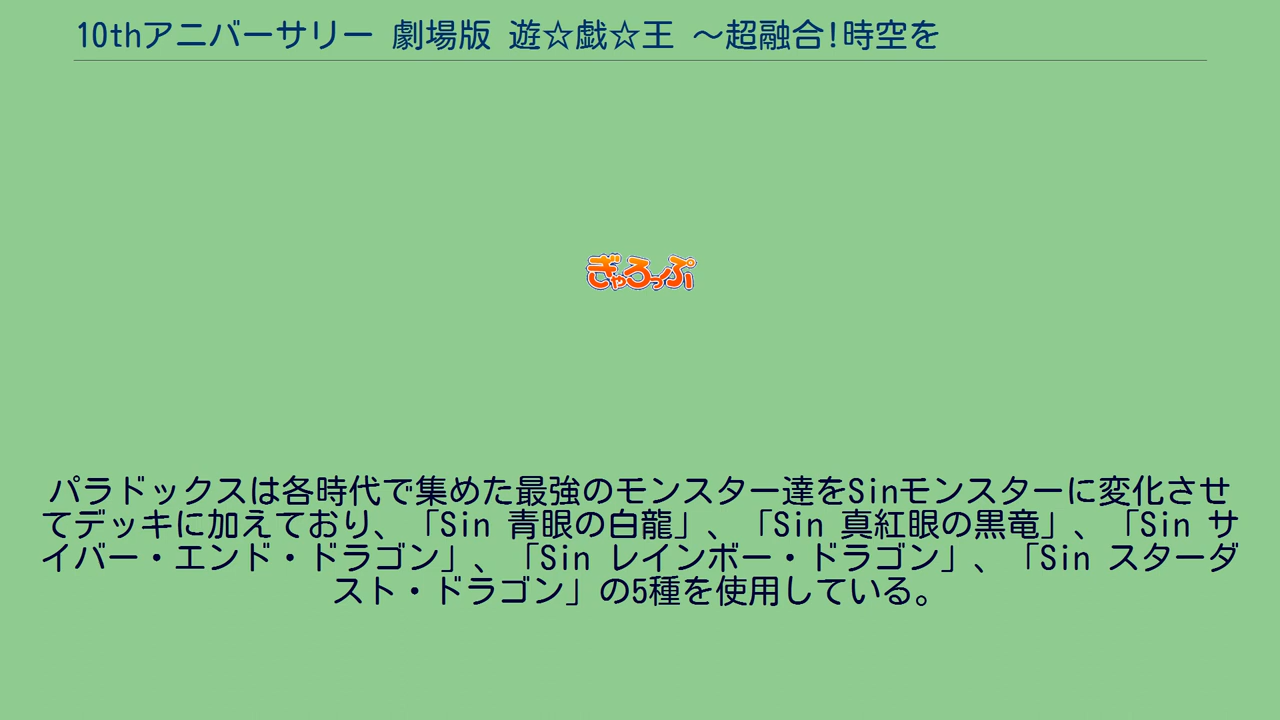 10thアニバーサリー 劇場版 遊☆戯☆王 ～超融合!時空を
ぎゃろっぷ
パラドックスは各時代で集めた最強のモンスター達をSinモンスターに変化させ
てデッキに加えており、「Sin 青眼の白龍」、「Sin 真紅眼の黒竜」、「Sin サ
イバー・エンド・ドラゴン」、「Sin レインボー・ドラゴン」、「Sin スターダ
スト・ドラゴン」の5種を使用している。